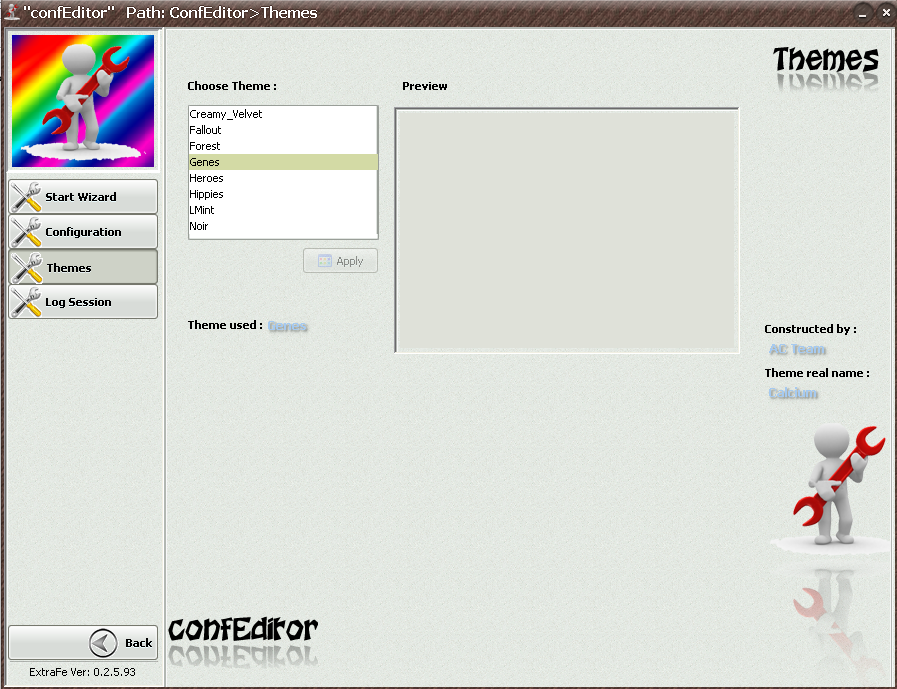 "confEditor"  Path: ConfEditor>Themes
Themes
Choose Theme :
Preview
Creamy_Velvet
Fallout
Forest
Genes
Heroes
Hippies
LMint
Noir
Apply
Theme used : Genes
Start Wizard
Configuration
Themes
Log Session
Constructed by :
AC Team
Theme real name :
Calcium
confEditor
Back
ExtraFe Ver: 0.2.5.93